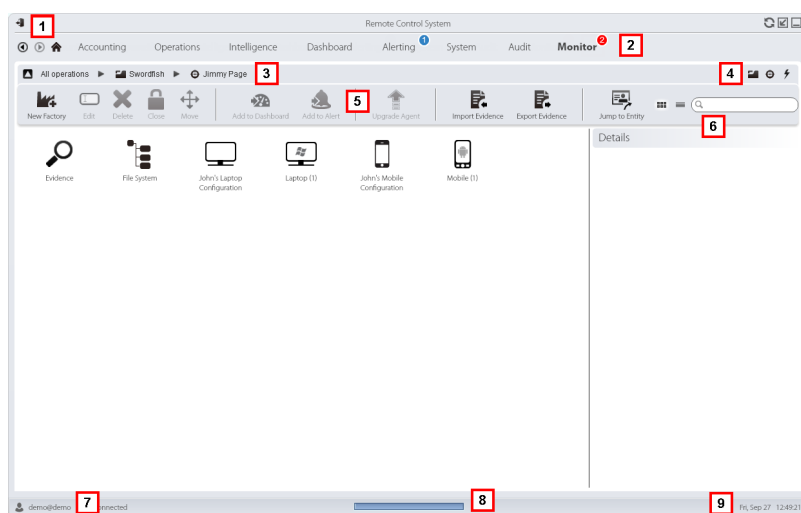 Remote Control System
1
Accounting Operations Intelligence Dashboard Alerting 1 System Audit Monitor 2 2
All operations Swordfish Jimmy Page 3 4
New Factory Edit Delete Close Move Add to Dashboard Add to Alert 5 Upgrade Agent Import Evidence Export Evidence Jump to Entity 6
Details
Evidence File System John's Laptop Configuration Laptop (1) John's Mobile Configuration Mobile (1)
demo@demo 7 onnected 8 9 Fri, Sep 27 12:49:21